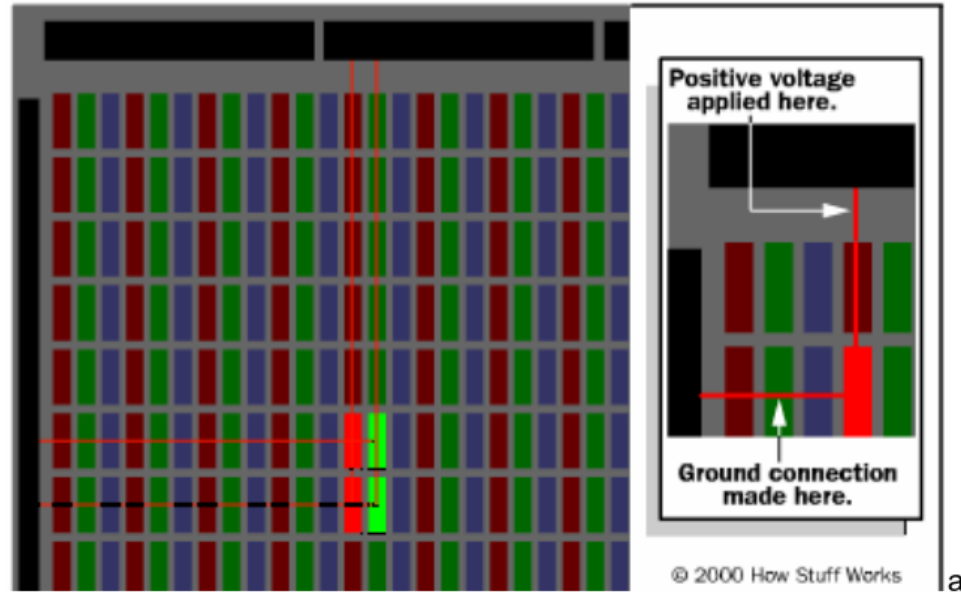 Positive voltage
applied here.
Ground connection
made here.
© 2000 How Stuff Works
a